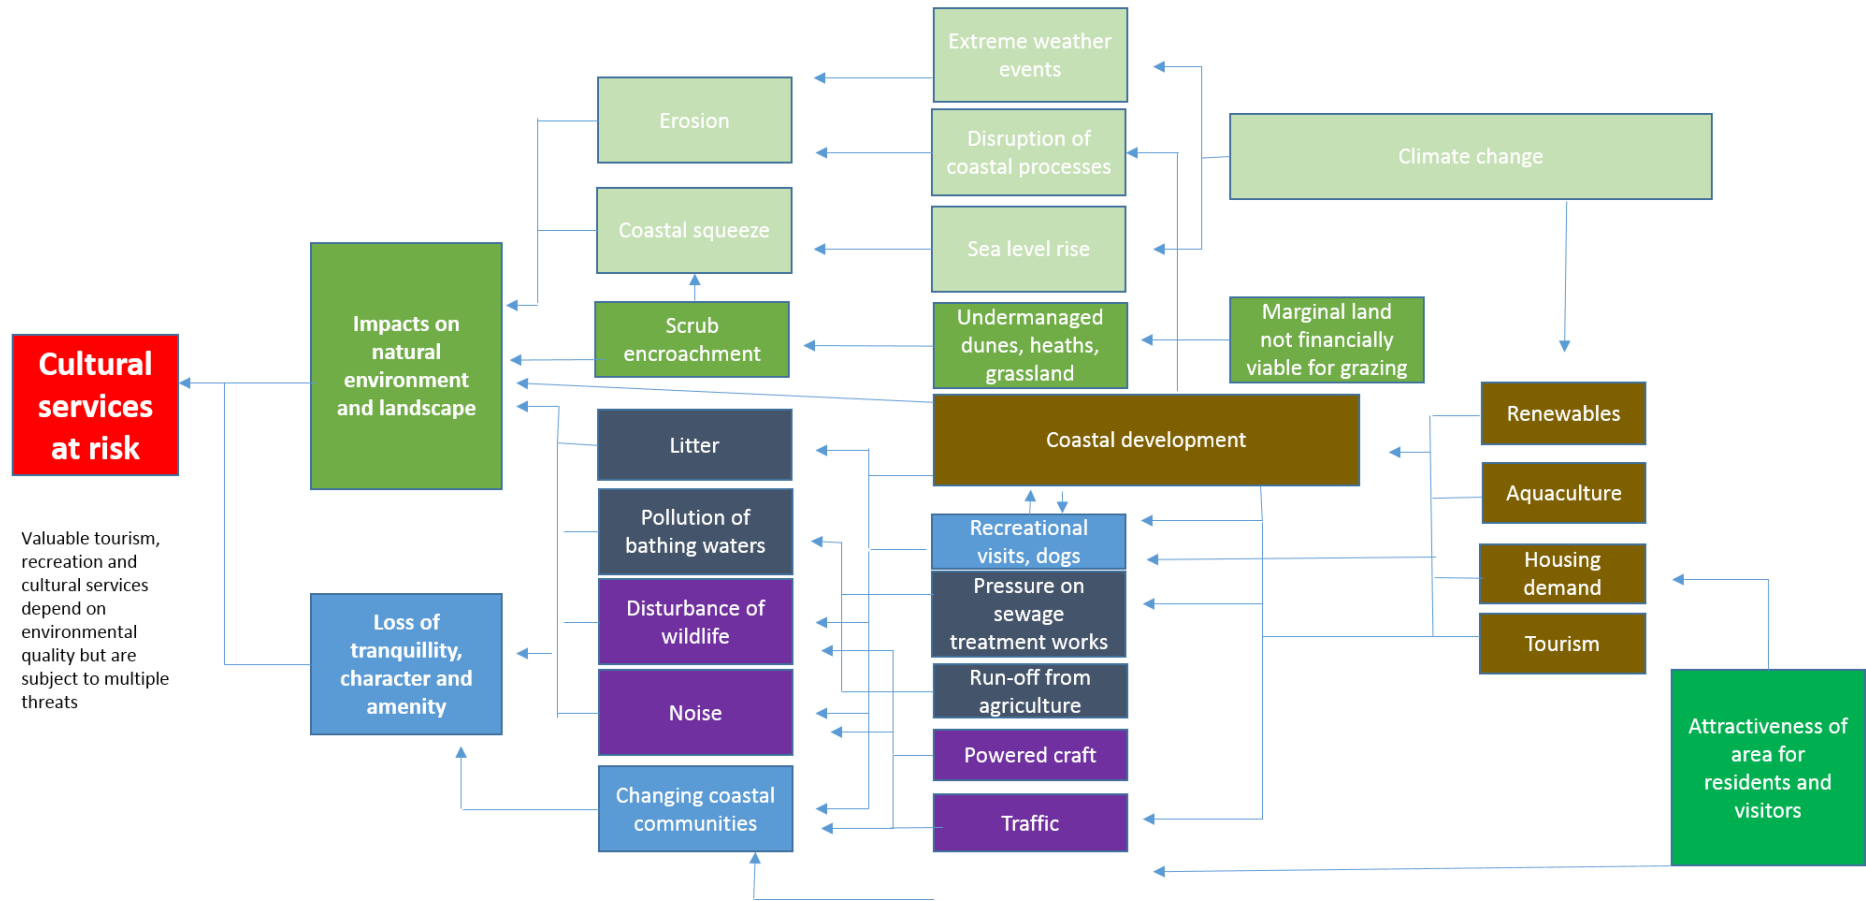 Extreme weather
events
Erosion
Disruption of
coastal processes
Climate change
Coastal squeeze
Sea level rise
Impacts on
natural
environment
and landscape
Scrub
encroachment
Undermanaged
dunes, heaths,
grassland
Marginal land
not financially
viable for grazing
Cultural
services
at risk
Litter
Coastal development
Renewables
Pollution of
bathing waters
Recreational
visits, dogs
Aquaculture
Valuable tourism,
recreation and
cultural services
depend on
environmental
quality but are
subject to multiple
threats
Loss of
tranquillity,
character and
amenity
Disturbance of
wildlife
Pressure on
sewage
treatment works
Housing
demand
Tourism
Noise
Run-off from
agriculture
Powered craft
Attractiveness of
area for
residents and
visitors
Changing coastal
communities
Traffic